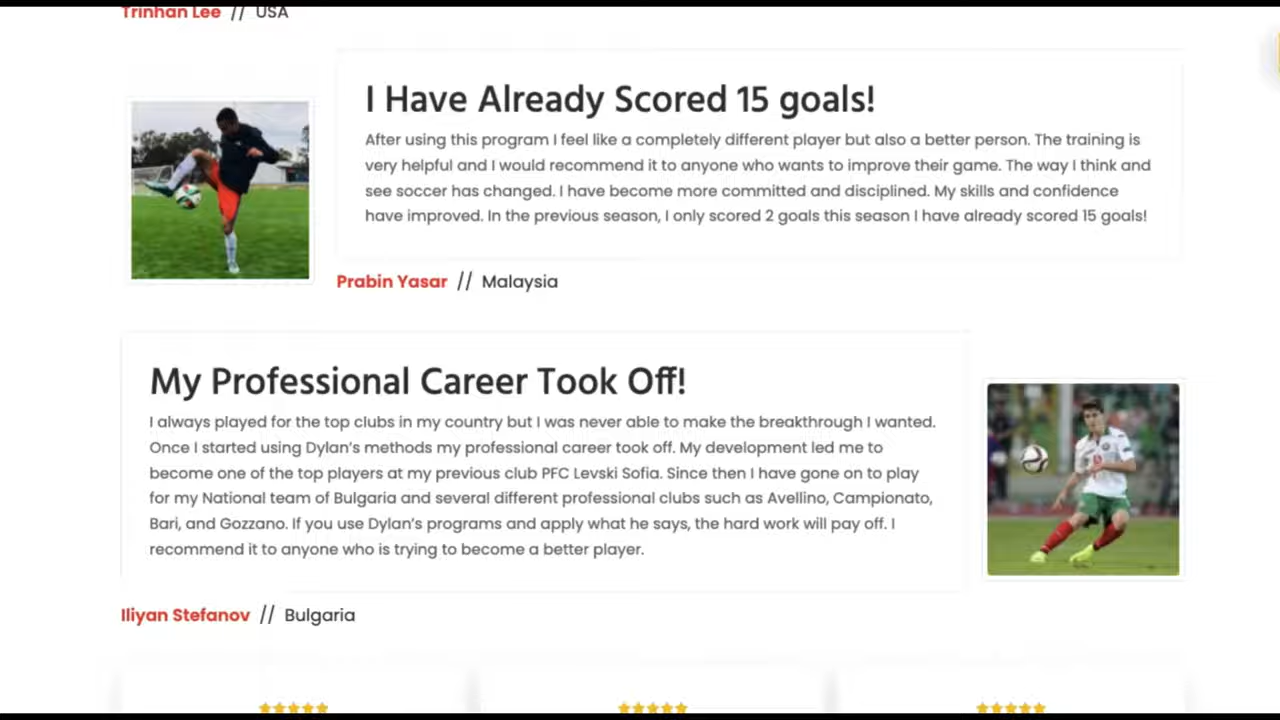 Trinhan Lee // USA
I Have Already Scored 15 goals!
After using this program I feel like a completely different player but also a better person. The training is
very helpful and I would recommend it to anyone who wants to improve their game. The way I think and
see soccer has changed. I have become more committed and disciplined. My skills and confidence
have improved. In the previous season, I only scored 2 goals this season I have already scored 15 goals!
Prabin Yasar // Malaysia
My Professional Career Took Off!
I always played for the top clubs in my country but I was never able to make the breakthrough I wanted.
Once I started using Dylan's methods my professional career took off. My development led me to
become one of the top players at my previous club PFC Levski Sofia. Since then I have gone on to play
for my National team of Bulgaria and several different professional clubs such as Avellino, Campionato,
Bari, and Gozzano. If you use Dylan's programs and apply what he says, the hard work will pay off. I
recommend it to anyone who is trying to become a better player.
Iliyan Stefanov // Bulgaria